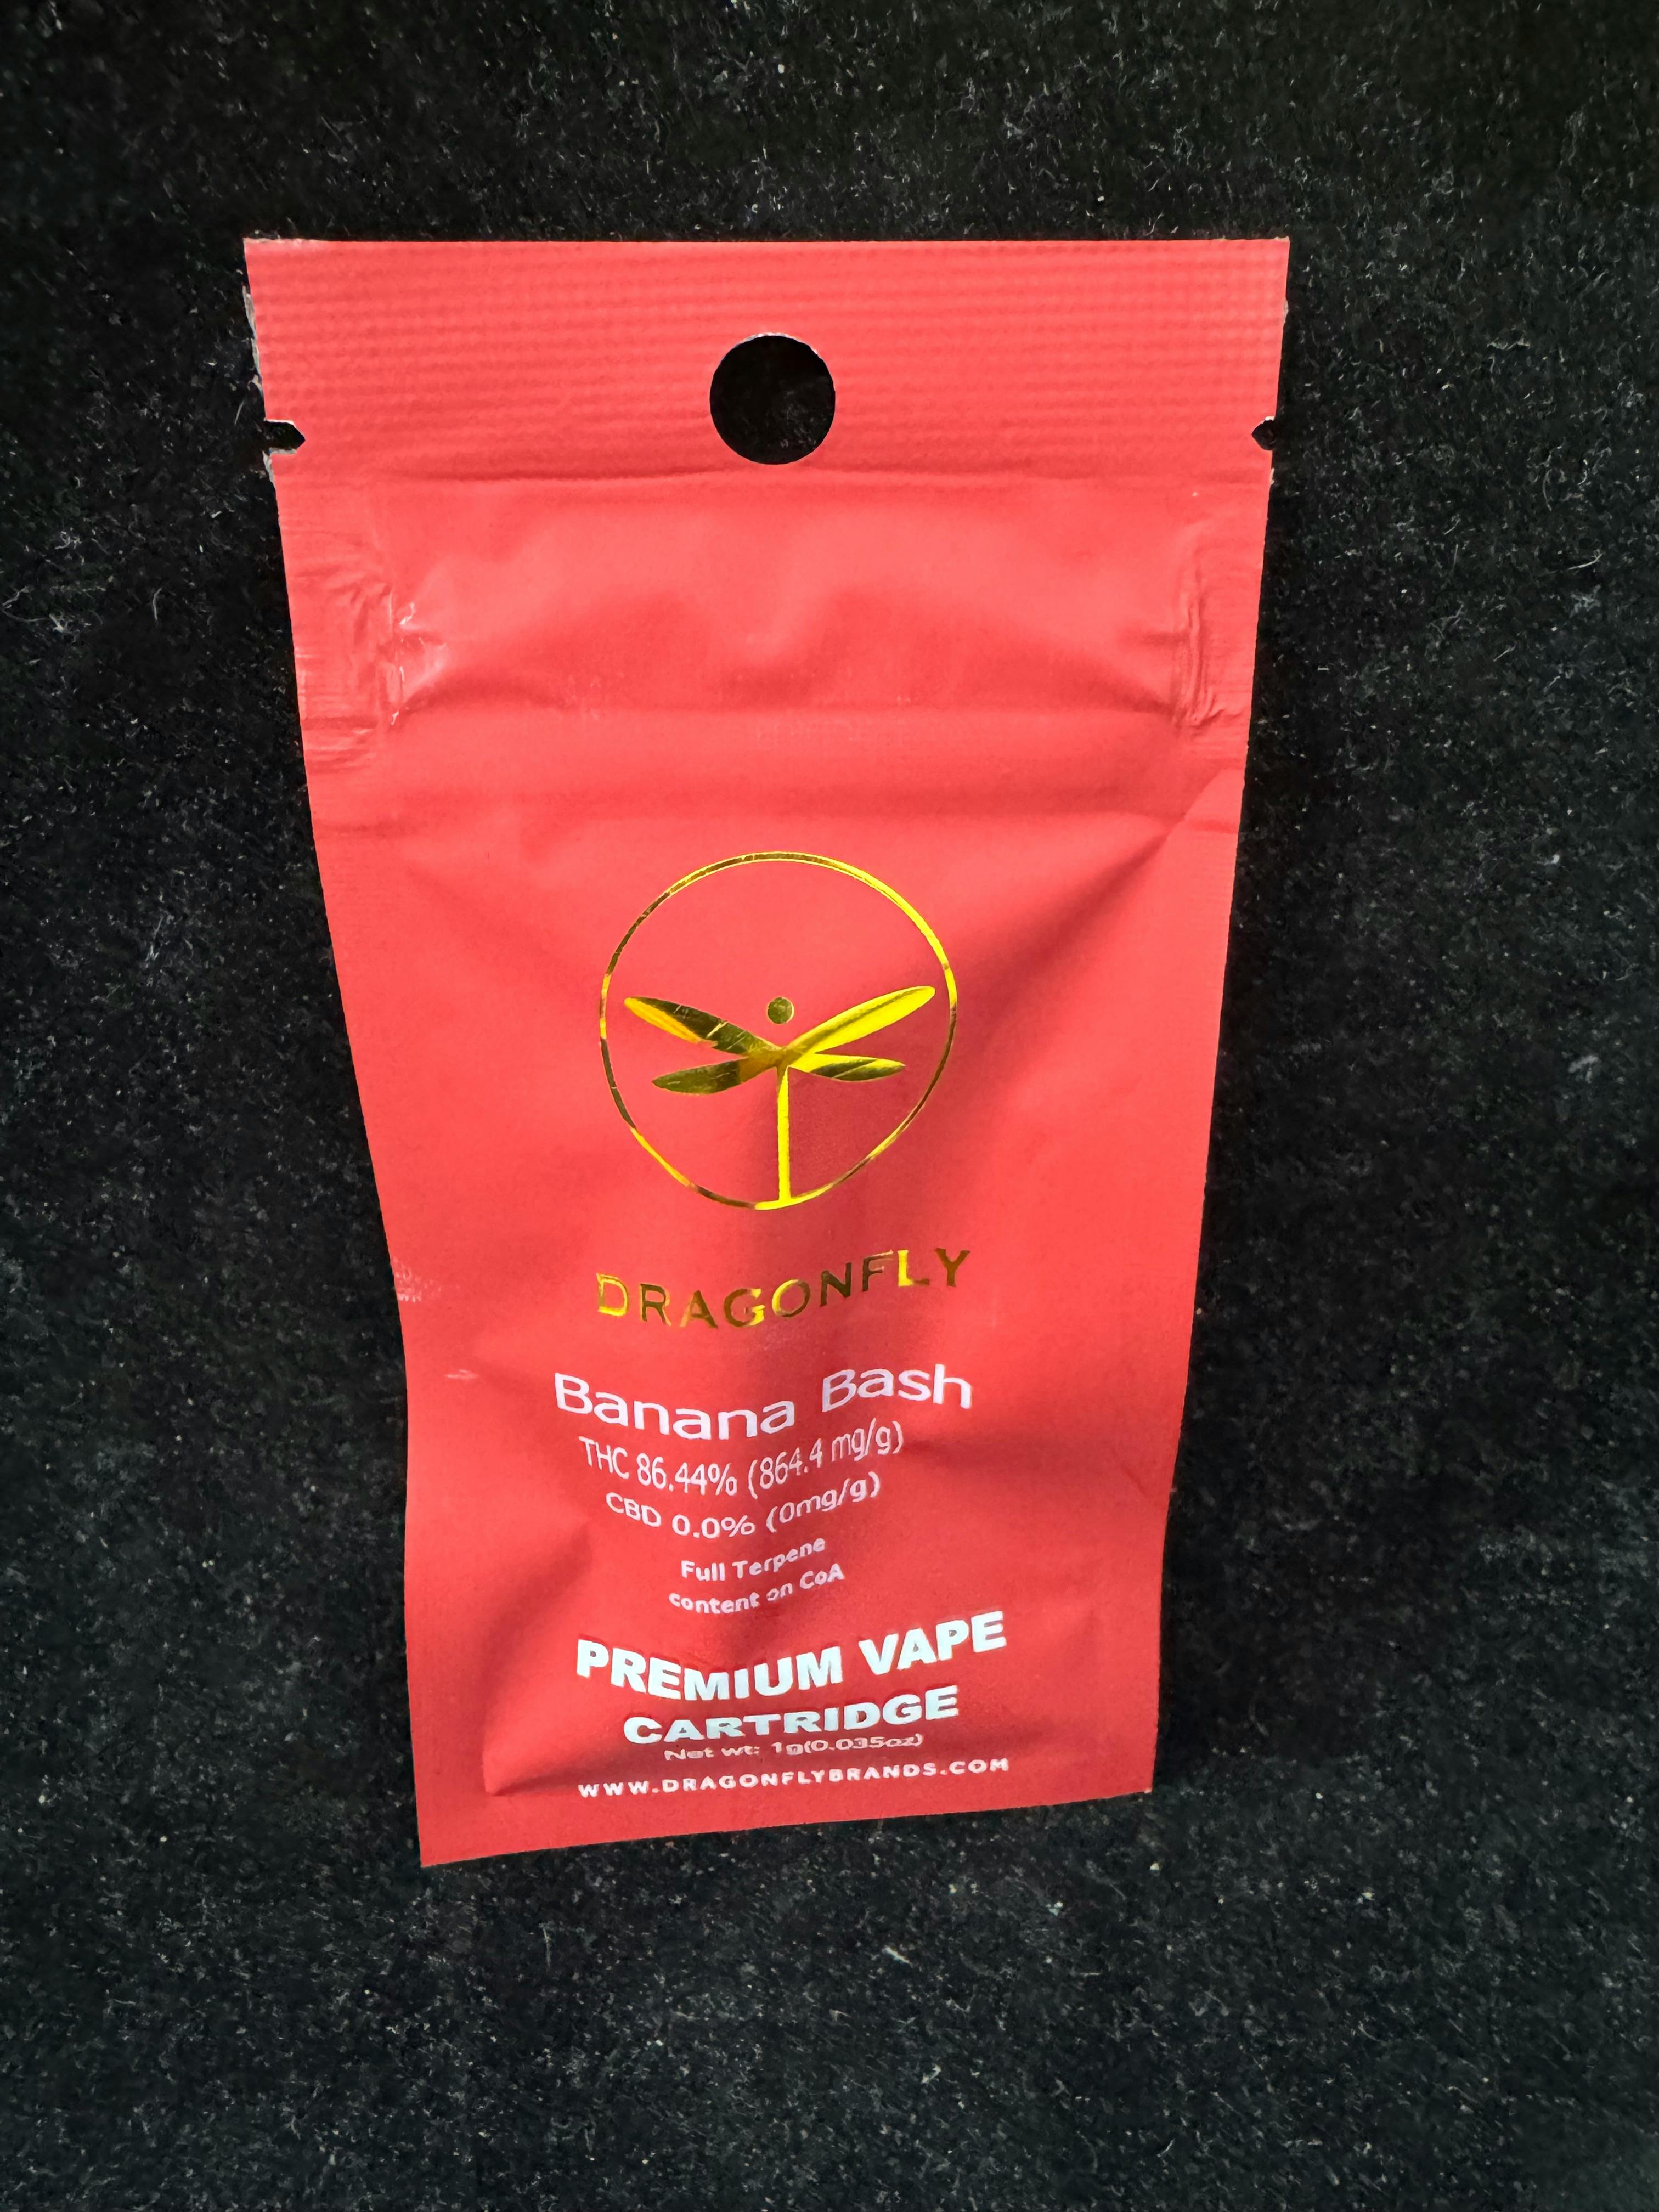 DRAGONFLY
Banana Bash
THC 86.44% (864.4 mg/g)
CBD 0.0% (0mg/g)
Full Terpene
content on CoA
PREMIUM VAPE
CARTRIDGE
Net wt: 1g(0.035oz)
WWW.DRAGONFLYBRANDS.COM